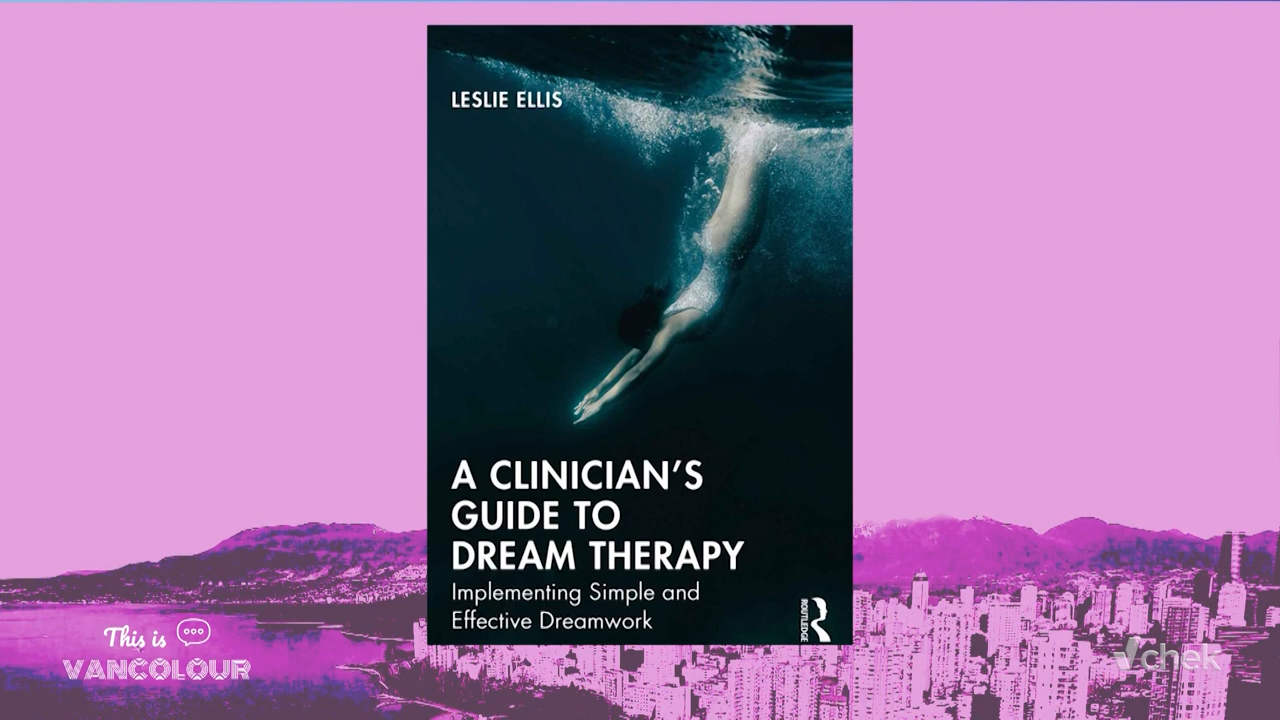 LESLIE ELLIS
A CLINICIAN'S
GUIDE TO
DREAM THERAPY
Implementing Simple and
Effective Dreamwork
ROUTLEDGE
This is
VANCOLOUR
chek